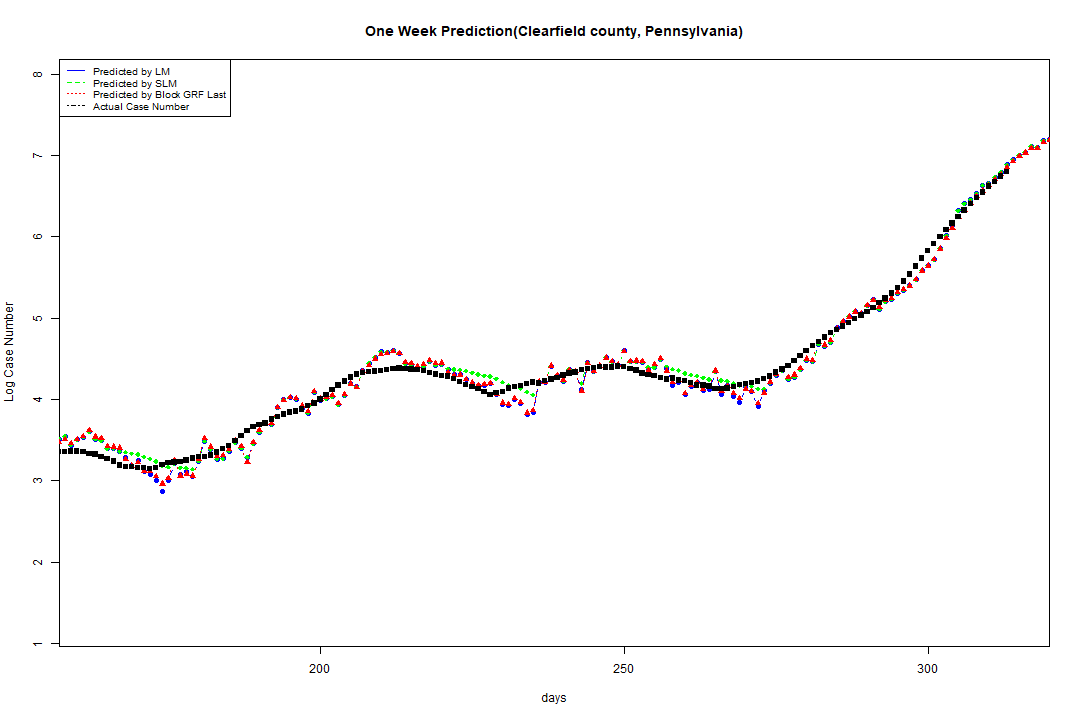 One Week Prediction(Clearfield county, Pennsylvania)
Predicted by LM
Predicted by SLM
Predicted by Block GRF Last
Actual Case Number
8
7
6
5
4
3
2
1
Log Case Number
200
250
300
days